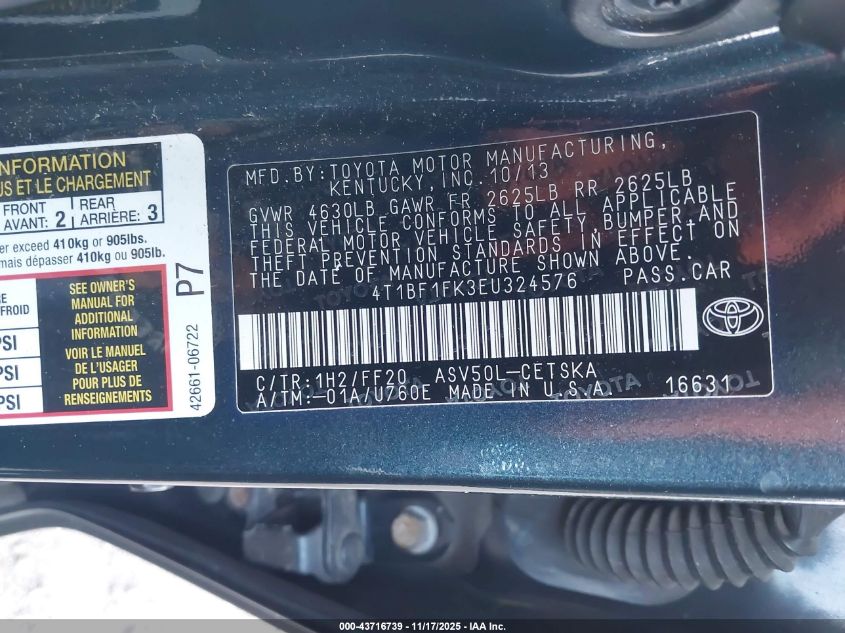 INFORMATION
US ET LE CHARGEMENT
FRONT
AVANT: 2
REAR
ARRIÈRE: 3
er exceed 410kg or 905lbs.
mais dépasser 410kg ou 905lb.
RE
FROID
PSI
PSI
PSI
SEE OWNER'S
MANUAL FOR
ADDITIONAL
INFORMATION
VOIR LE MANUEL
DE L'USAGER
POUR PLUS DE
RENSEIGNEMENTS
P7
42661-06722
MFD.BY:TOYOTA MOTOR MANUFACTURING,
KENTUCKY,INC.10/13
GVWR 4630LB GAWR FR 2625LB RR 2625LB
THIS VEHICLE CONFORMS TO ALL APPLICABLE
FEDERAL MOTOR VEHICLE SAFETY,BUMPER,AND
THEFT PREVENTION STANDARDS IN EFFECT ON
THE DATE OF MANUFACTURE SHOWN ABOVE.
4T1BF1FK3EU324576 PASS.CAR
C/TR:1H2/FF20 ASV50L-CETSKA
A/TM:-01A/U760E MADE IN U.S.A. 16631
000-43716739 - 11/17/2025 - IAA Inc.